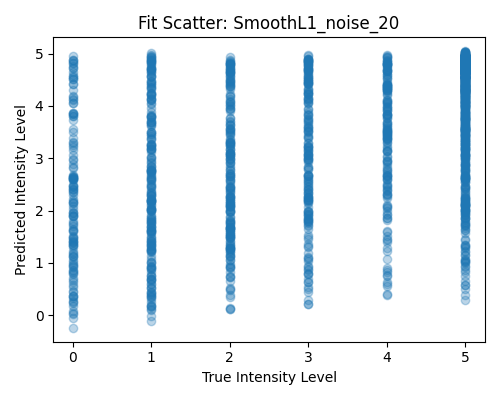 Fit Scatter: SmoothL1_noise_20
Predicted Intensity Level
5
4
3
2
1
0
0 1 2 3 4 5
True Intensity Level